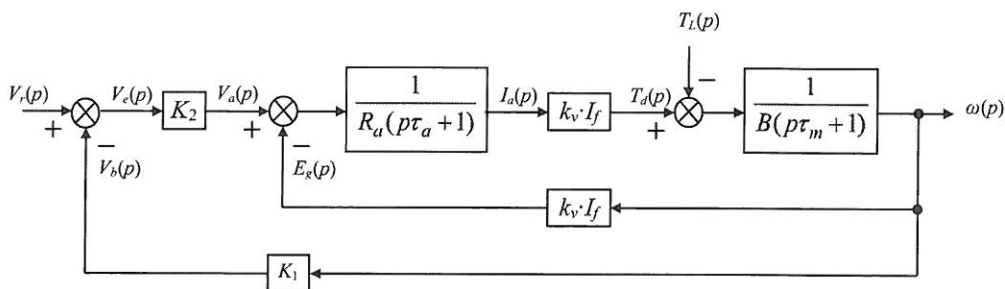 T_L(p)
V_r(p) + − V_e(p) K_2 V_a(p) + − 1 / R_a(pτ_a+1) I_a(p) k_v·I_f T_d(p) + − 1 / B(pτ_m+1) ω(p)
V_b(p) E_g(p)
k_v·I_f
K_1